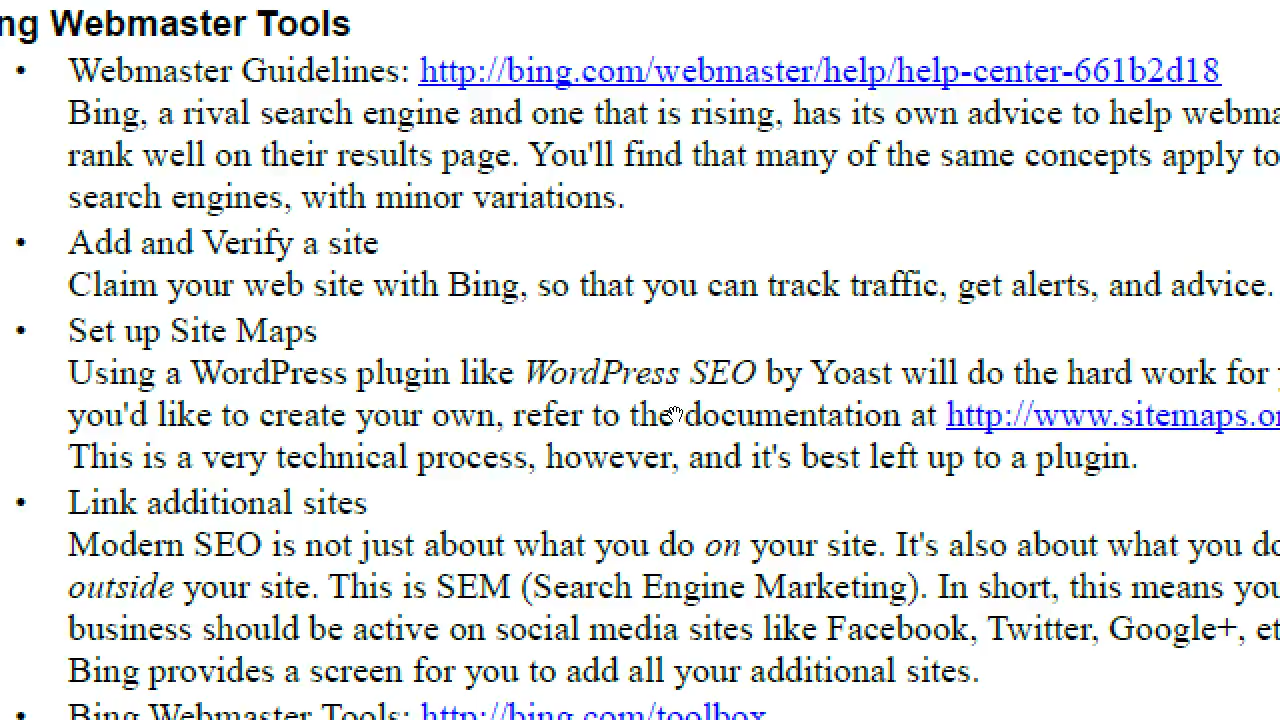 ng Webmaster Tools
• Webmaster Guidelines: http://bing.com/webmaster/help/help-center-661b2d18
Bing, a rival search engine and one that is rising, has its own advice to help webma
rank well on their results page. You'll find that many of the same concepts apply to
search engines, with minor variations.
• Add and Verify a site
Claim your web site with Bing, so that you can track traffic, get alerts, and advice.
• Set up Site Maps
Using a WordPress plugin like WordPress SEO by Yoast will do the hard work for
you'd like to create your own, refer to the documentation at http://www.sitemaps.or
This is a very technical process, however, and it's best left up to a plugin.
• Link additional sites
Modern SEO is not just about what you do on your site. It's also about what you do
outside your site. This is SEM (Search Engine Marketing). In short, this means you
business should be active on social media sites like Facebook, Twitter, Google+, et
Bing provides a screen for you to add all your additional sites.
• Bing Webmaster Tools: http://bing.com/toolbox